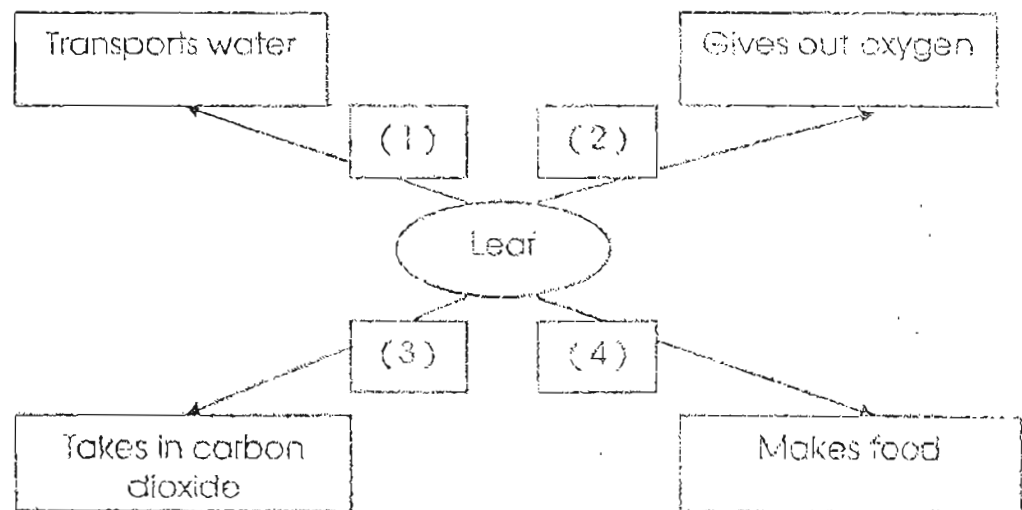 Transports water
Gives out oxygen
(1)
(2)
Leaf
(3)
(4)
Takes in carbon
dioxide
Makes food